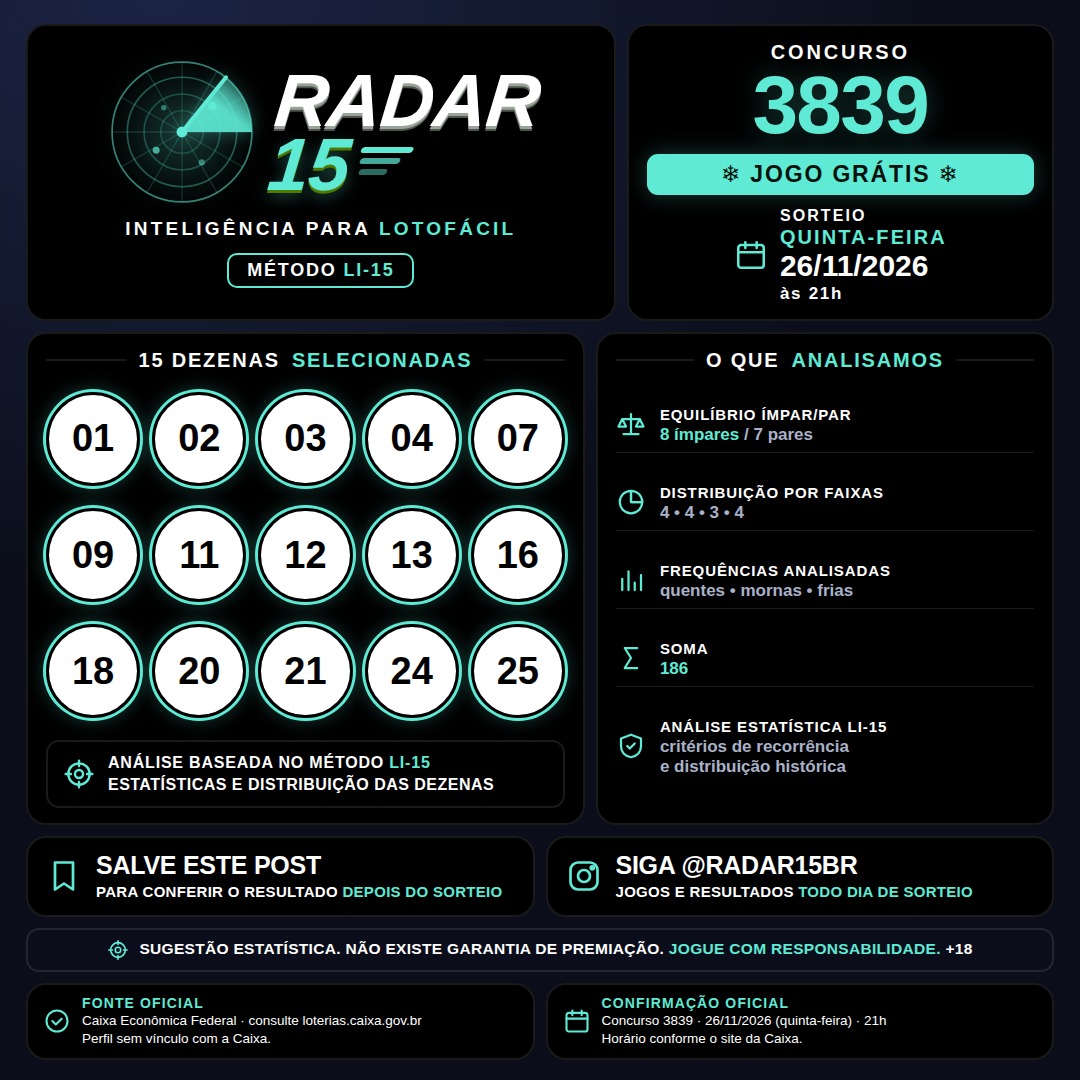 RADAR
15
INTELIGÊNCIA PARA LOTOFÁCIL
MÉTODO LI-15
CONCURSO
3839
❄ JOGO GRÁTIS ❄
SORTEIO
QUINTA-FEIRA
26/11/2026
às 21h
15 DEZENAS SELECIONADAS
01 02 03 04 07
09 11 12 13 16
18 20 21 24 25
ANÁLISE BASEADA NO MÉTODO LI-15
ESTATÍSTICAS E DISTRIBUIÇÃO DAS DEZENAS
O QUE ANALISAMOS
EQUILÍBRIO ÍMPAR/PAR
8 ímpares / 7 pares
DISTRIBUIÇÃO POR FAIXAS
4 • 4 • 3 • 4
FREQUÊNCIAS ANALISADAS
quentes • mornas • frias
SOMA
186
ANÁLISE ESTATÍSTICA LI-15
critérios de recorrência
e distribuição histórica
SALVE ESTE POST
PARA CONFERIR O RESULTADO DEPOIS DO SORTEIO
SIGA @RADAR15BR
JOGOS E RESULTADOS TODO DIA DE SORTEIO
SUGESTÃO ESTATÍSTICA. NÃO EXISTE GARANTIA DE PREMIAÇÃO. JOGUE COM RESPONSABILIDADE. +18
FONTE OFICIAL
Caixa Econômica Federal · consulte loterias.caixa.gov.br
Perfil sem vínculo com a Caixa.
CONFIRMAÇÃO OFICIAL
Concurso 3839 · 26/11/2026 (quinta-feira) · 21h
Horário conforme o site da Caixa.